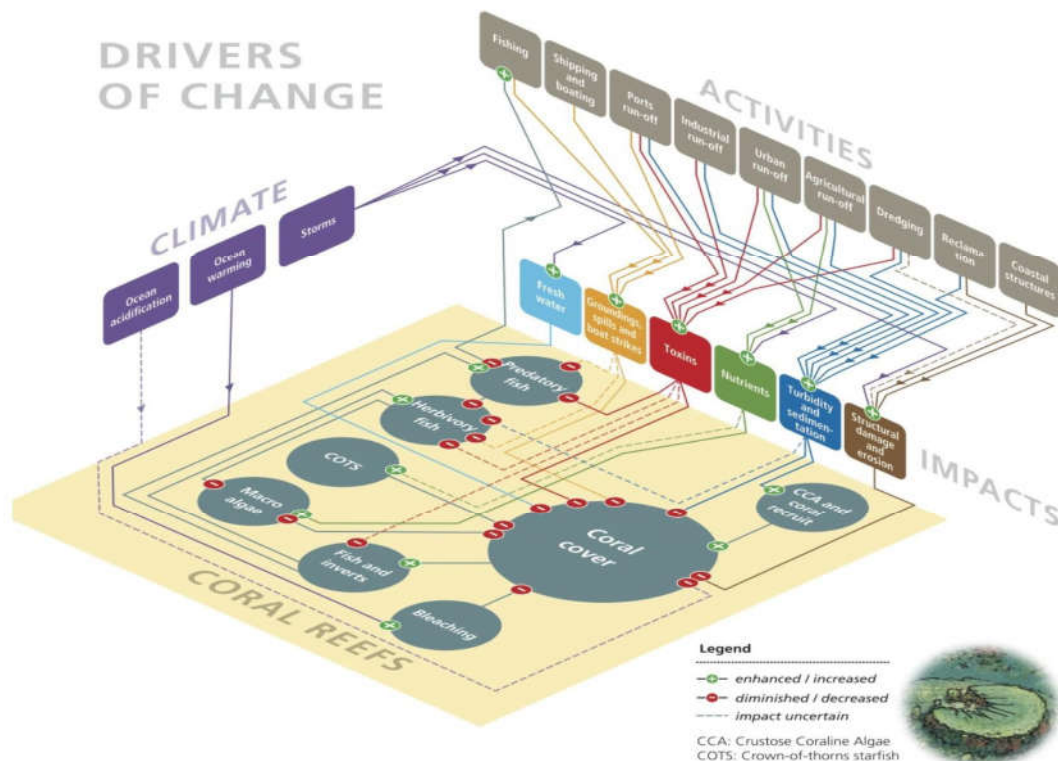 DRIVERS
OF CHANGE
CLIMATE
Ocean
acidification
Ocean
warming
Storms
ACTIVITIES
Fishing
Shipping
and
boating
Ports
run-off
Industrial
run-off
Urban
run-off
Agricultural
run-off
Dredging
Reclama-
tion
Coastal
structures
IMPACTS
Fresh
water
Groundings,
spills and
boat strikes
Toxins
Nutrients
Turbidity
and
sedimen-
tation
Structural
damage
and
erosion
CORAL REEFS
Predatory
fish
Herbivory
fish
COTS
Macro
algae
Fish and
inverts
Bleaching
Coral
cover
CCA and
coral
recruit
Legend
enhanced / increased
diminished / decreased
impact uncertain
CCA: Crustose Coraline Algae
COTS: Crown-of-thorns starfish